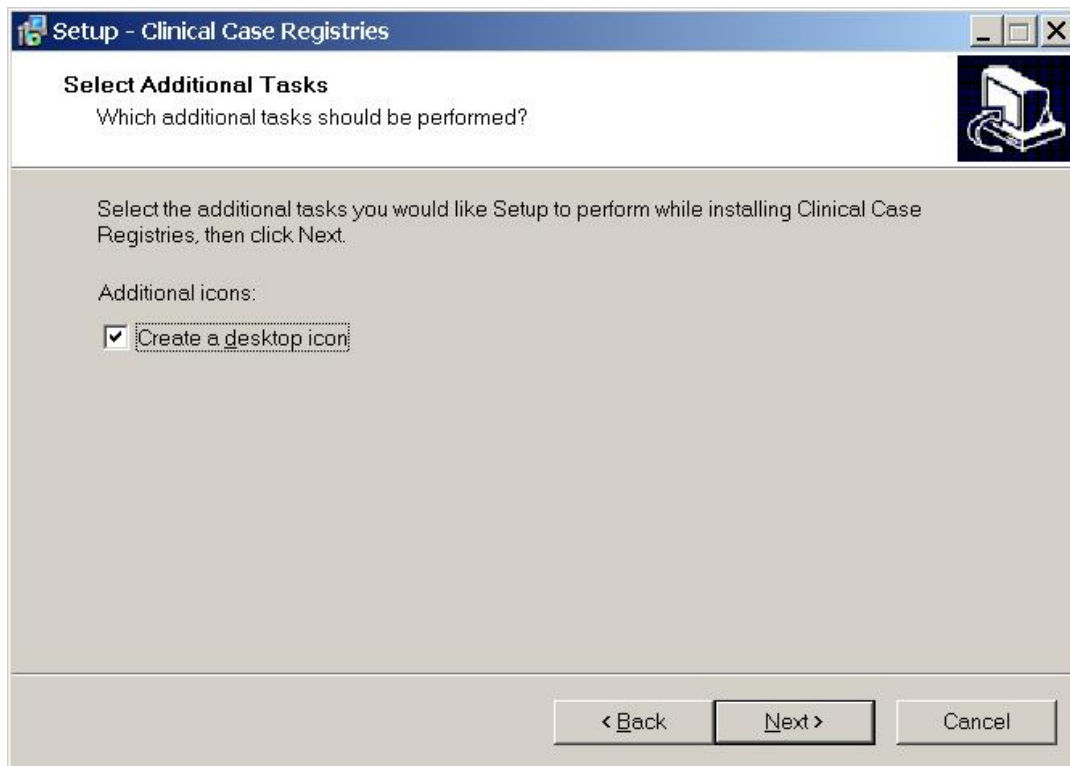 Setup - Clinical Case Registries
Select Additional Tasks
Which additional tasks should be performed?
Select the additional tasks you would like Setup to perform while installing Clinical Case
Registries, then click Next.
Additional icons:
Create a desktop icon
< Back Next > Cancel